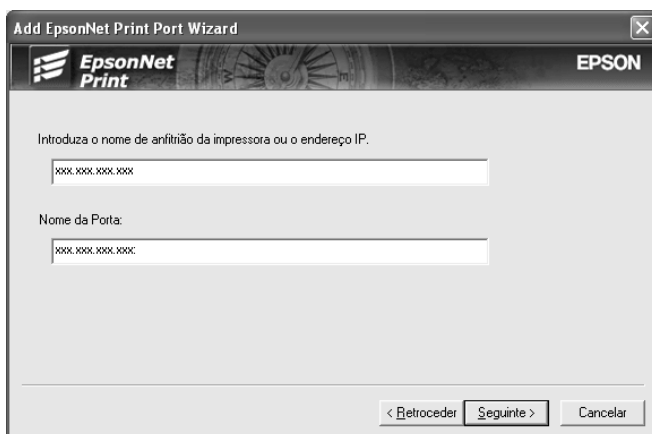 Add EpsonNet Print Port Wizard
EpsonNet
Print
EPSON
Introduza o nome de anfitrião da impressora ou o endereço IP.
xxx.xxx.xxx.xxx
Nome da Porta:
xxx.xxx.xxx.xxx:
< Retroceder Seguinte > Cancelar